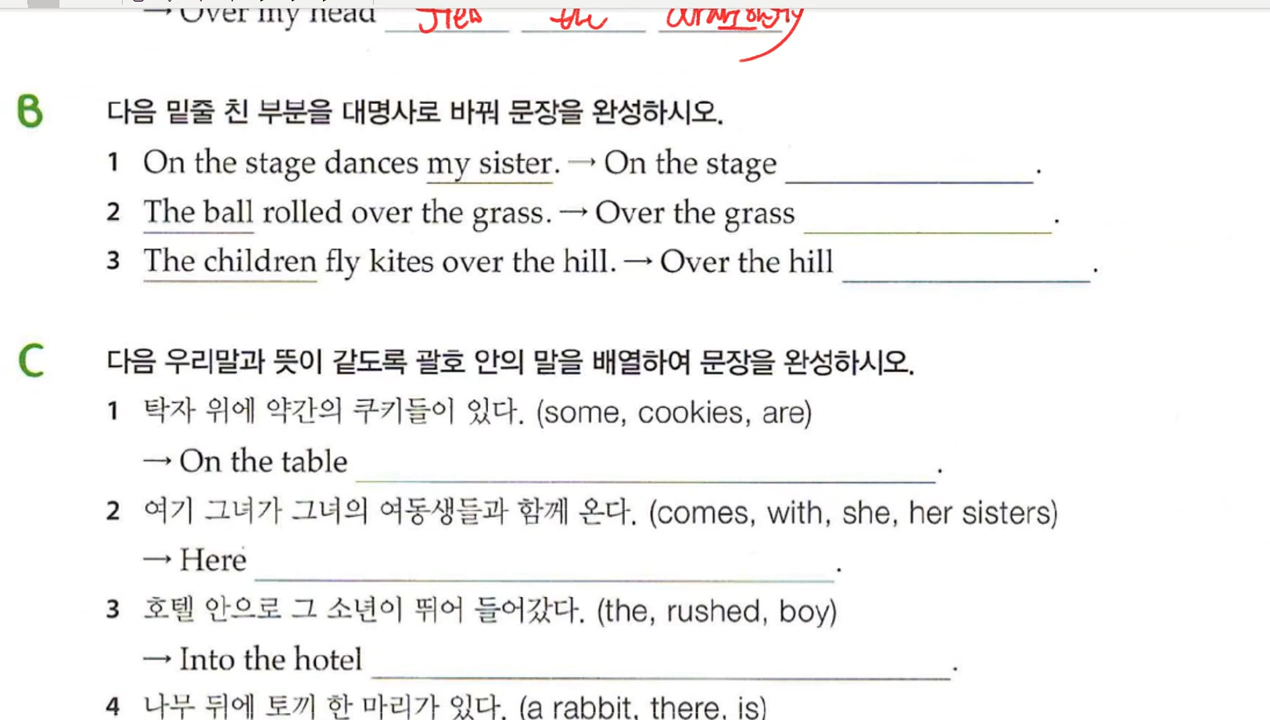 → Over my head the
B 다음 밑줄 친 부분을 대명사로 바꿔 문장을 완성하시오.
1 On the stage dances my sister. → On the stage ______.
2 The ball rolled over the grass. → Over the grass ______.
3 The children fly kites over the hill. → Over the hill ______.
C 다음 우리말과 뜻이 같도록 괄호 안의 말을 배열하여 문장을 완성하시오.
1 탁자 위에 약간의 쿠키들이 있다. (some, cookies, are)
→ On the table ______.
2 여기 그녀가 그녀의 여동생들과 함께 온다. (comes, with, she, her sisters)
→ Here ______.
3 호텔 안으로 그 소년이 뛰어 들어갔다. (the, rushed, boy)
→ Into the hotel ______.
4 나무 뒤에 토끼 한 마리가 있다. (a rabbit, there, is)